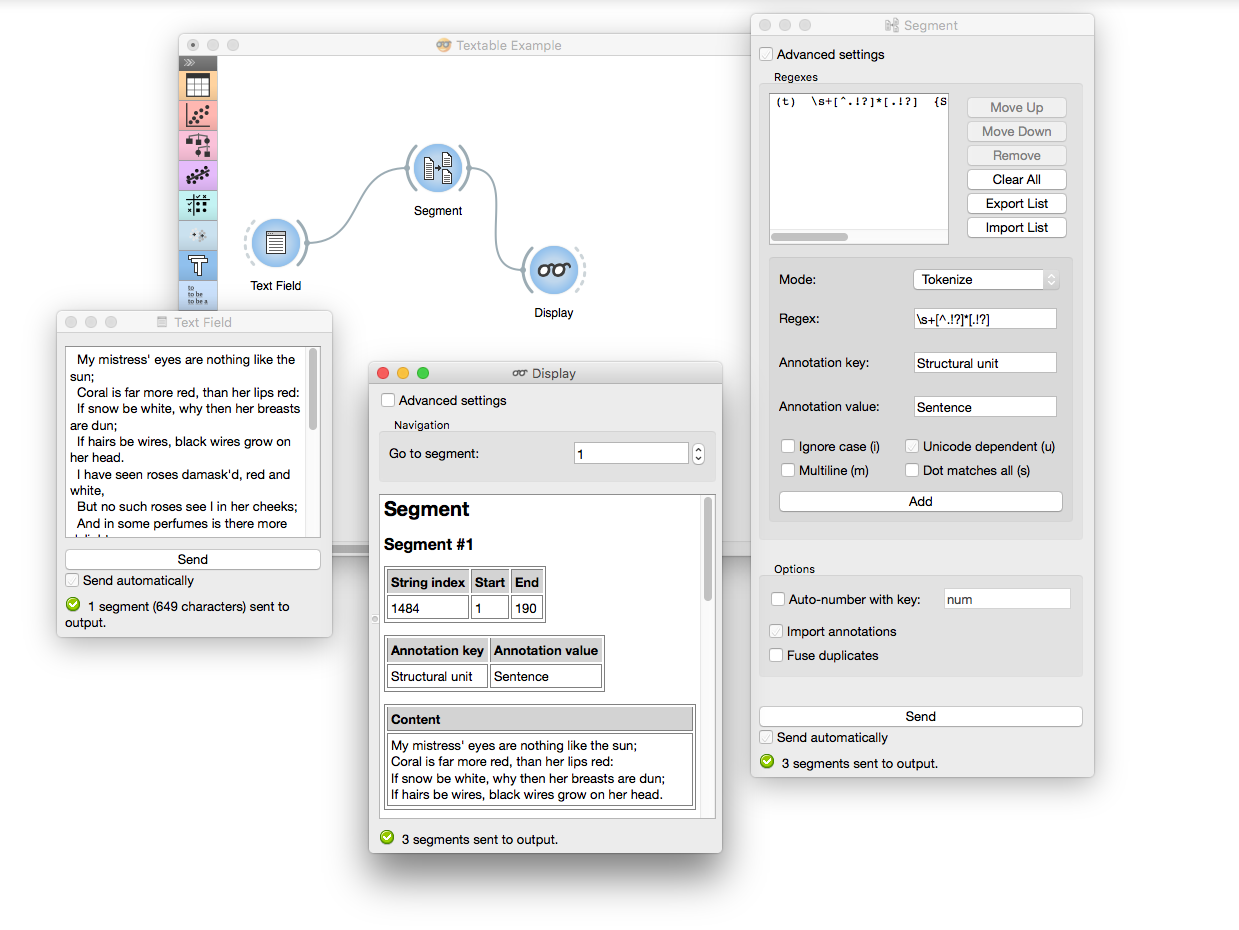 Textable Example
Segment
Text Field
Display
to
to be
to be a
Text Field
My mistress' eyes are nothing like the
sun;
Coral is far more red, than her lips red:
If snow be white, why then her breasts
are dun;
If hairs be wires, black wires grow on
her head.
I have seen roses damask'd, red and
white,
But no such roses see I in her cheeks;
And in some perfumes is there more
Send
Send automatically
1 segment (649 characters) sent to
output.
Display
Advanced settings
Navigation
Go to segment:
1
Segment
Segment #1
String index Start End
1484 1 190
Annotation key Annotation value
Structural unit Sentence
Content
My mistress' eyes are nothing like the sun;
Coral is far more red, than her lips red:
If snow be white, why then her breasts are dun;
If hairs be wires, black wires grow on her head.
3 segments sent to output.
Segment
Advanced settings
Regexes
(t) \s+[^.!?]*[.!?] {S
Move Up
Move Down
Remove
Clear All
Export List
Import List
Mode: Tokenize
Regex: \s+[^.!?]*[.!?]
Annotation key: Structural unit
Annotation value: Sentence
Ignore case (i) Unicode dependent (u)
Multiline (m) Dot matches all (s)
Add
Options
Auto-number with key: num
Import annotations
Fuse duplicates
Send
Send automatically
3 segments sent to output.